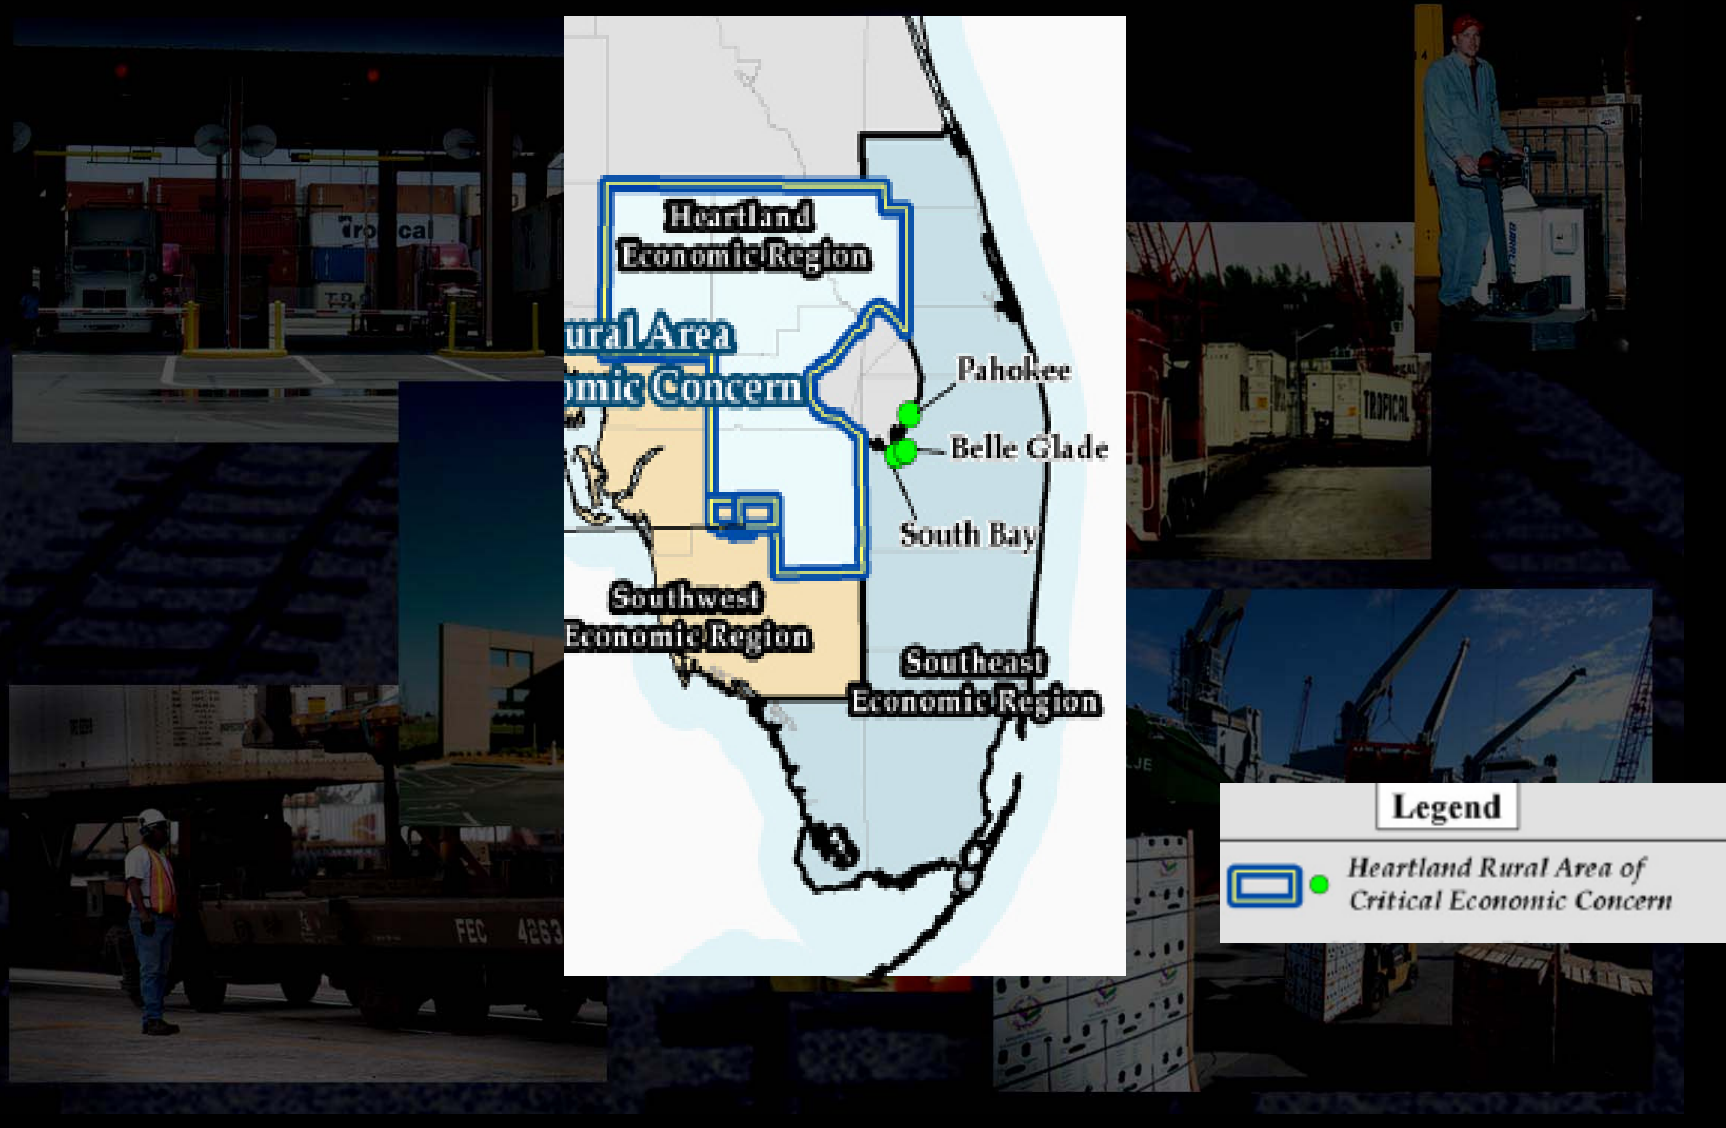 Heartland
Economic Region
ural Area
omic Concern
Pahokee
Belle Glade
South Bay
Southwest
Economic Region
Southeast
Economic Region
Legend
Heartland Rural Area of
Critical Economic Concern
TROPICAL
FEC 4263